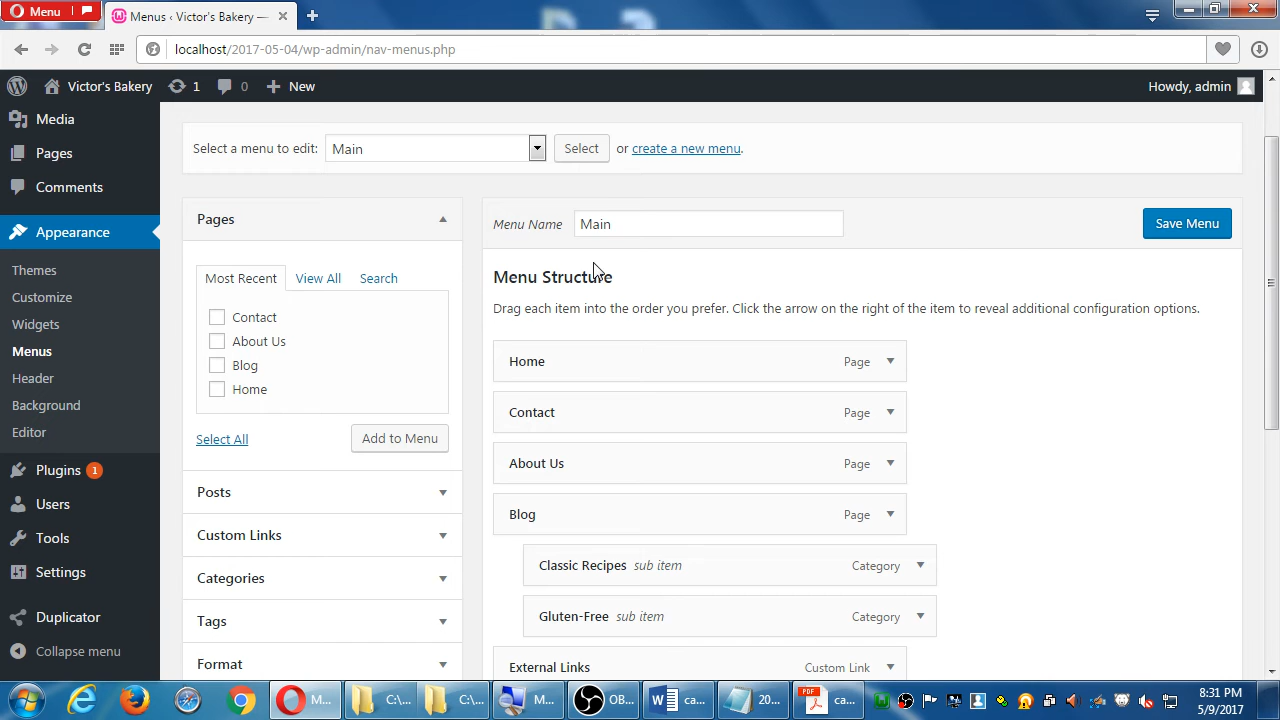 Menu
Menus ‹ Victor's Bakery —
localhost/2017-05-04/wp-admin/nav-menus.php
Victor's Bakery
1
0
New
Howdy, admin
Media
Pages
Comments
Appearance
Themes
Customize
Widgets
Menus
Header
Background
Editor
Plugins 1
Users
Tools
Settings
Duplicator
Collapse menu
Select a menu to edit: Main Select or create a new menu.
Pages
Most Recent View All Search
Contact
About Us
Blog
Home
Select All Add to Menu
Posts
Custom Links
Categories
Tags
Format
Menu Name Main Save Menu
Menu Structure
Drag each item into the order you prefer. Click the arrow on the right of the item to reveal additional configuration options.
Home Page
Contact Page
About Us Page
Blog Page
Classic Recipes sub item Category
Gluten-Free sub item Category
External Links Custom Link
M...
C:\...
C:\...
M...
OB...
ca...
20...
PDF
ca...
8:31 PM
5/9/2017